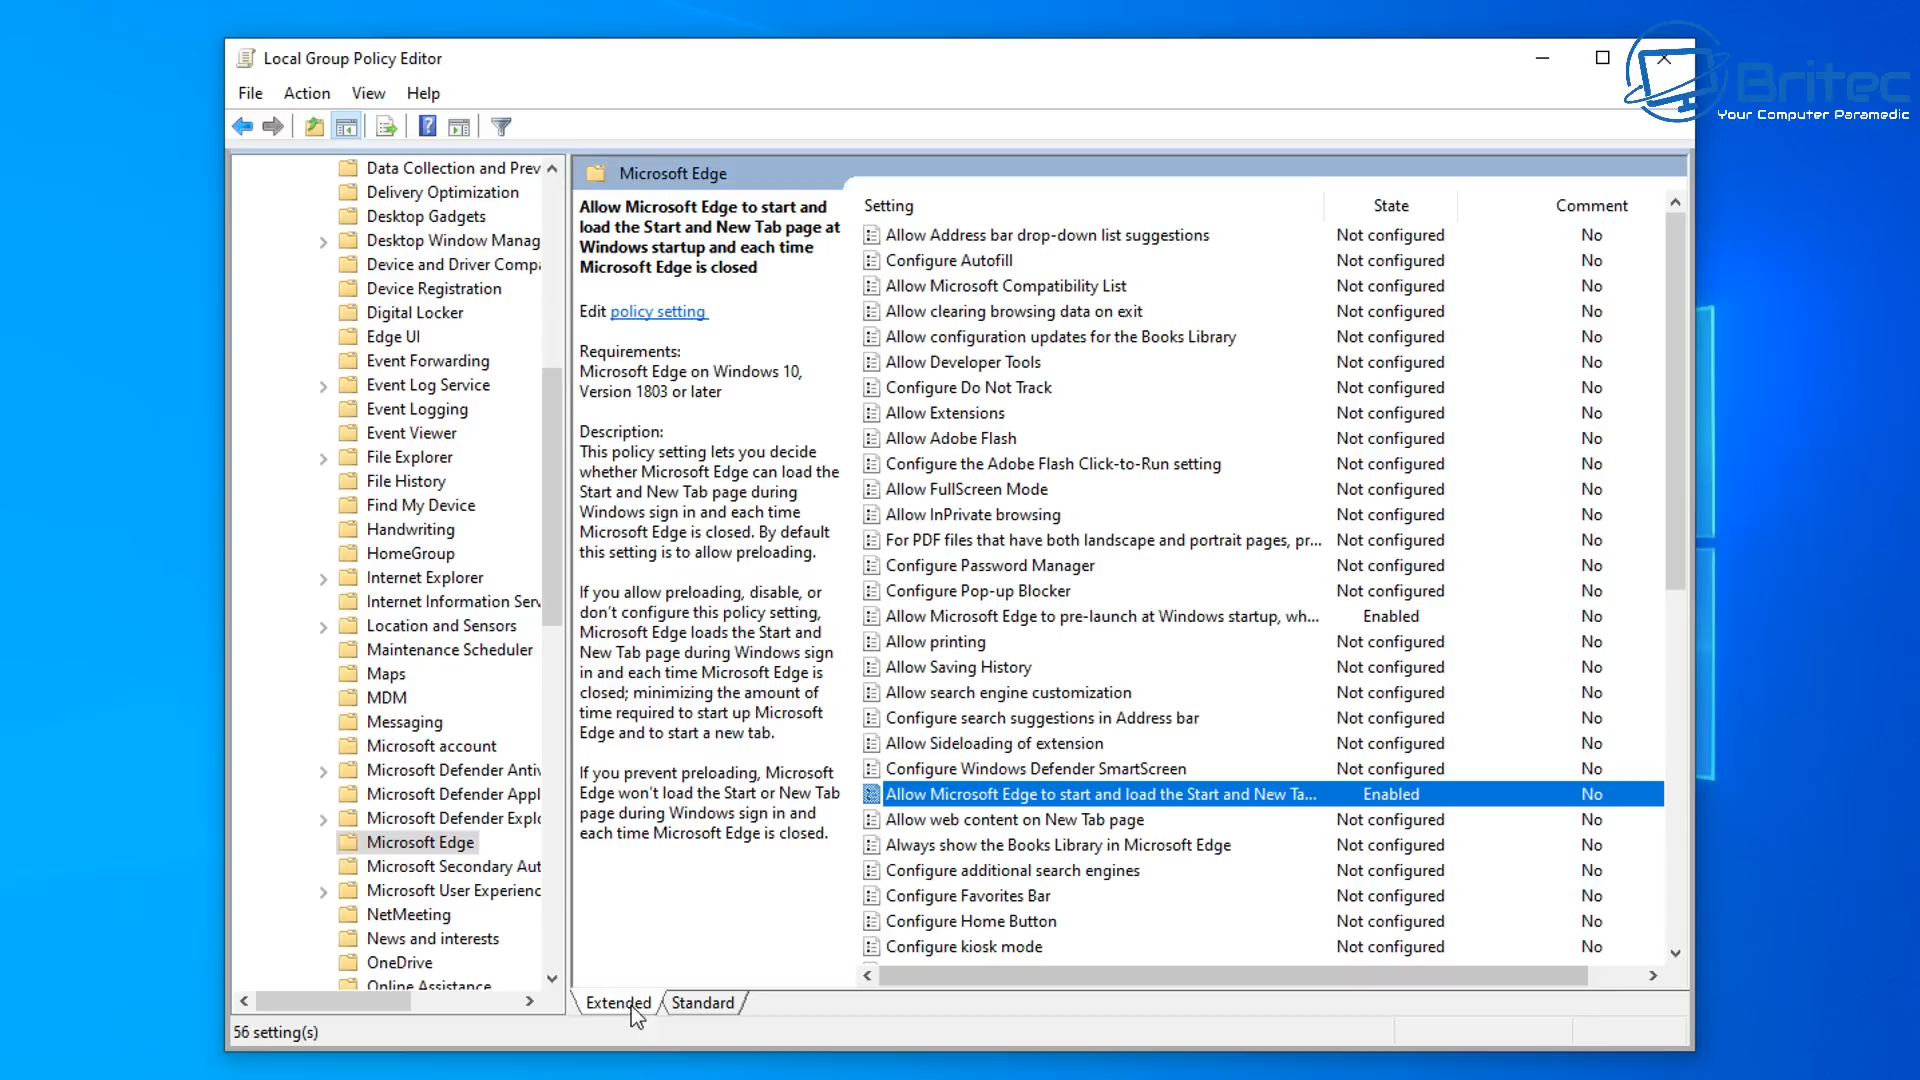 Local Group Policy Editor
File Action View Help
Britec
Your Computer Paramedic
Data Collection and Prev
Delivery Optimization
Desktop Gadgets
Desktop Window Manag
Device and Driver Compa
Device Registration
Digital Locker
Edge UI
Event Forwarding
Event Log Service
Event Logging
Event Viewer
File Explorer
File History
Find My Device
Handwriting
HomeGroup
Internet Explorer
Internet Information Serv
Location and Sensors
Maintenance Scheduler
Maps
MDM
Messaging
Microsoft account
Microsoft Defender Antiv
Microsoft Defender Appl
Microsoft Defender Explo
Microsoft Edge
Microsoft Secondary Aut
Microsoft User Experienc
NetMeeting
News and interests
OneDrive
Online Assistance
Microsoft Edge
Allow Microsoft Edge to start and
load the Start and New Tab page at
Windows startup and each time
Microsoft Edge is closed
Edit policy setting
Requirements:
Microsoft Edge on Windows 10,
Version 1803 or later
Description:
This policy setting lets you decide
whether Microsoft Edge can load the
Start and New Tab page during
Windows sign in and each time
Microsoft Edge is closed. By default
this setting is to allow preloading.
If you allow preloading, disable, or
don't configure this policy setting,
Microsoft Edge loads the Start and
New Tab page during Windows sign
in and each time Microsoft Edge is
closed; minimizing the amount of
time required to start up Microsoft
Edge and to start a new tab.
If you prevent preloading, Microsoft
Edge won't load the Start or New Tab
page during Windows sign in and
each time Microsoft Edge is closed.
Setting State Comment
Allow Address bar drop-down list suggestions Not configured No
Configure Autofill Not configured No
Allow Microsoft Compatibility List Not configured No
Allow clearing browsing data on exit Not configured No
Allow configuration updates for the Books Library Not configured No
Allow Developer Tools Not configured No
Configure Do Not Track Not configured No
Allow Extensions Not configured No
Allow Adobe Flash Not configured No
Configure the Adobe Flash Click-to-Run setting Not configured No
Allow FullScreen Mode Not configured No
Allow InPrivate browsing Not configured No
For PDF files that have both landscape and portrait pages, pr... Not configured No
Configure Password Manager Not configured No
Configure Pop-up Blocker Not configured No
Allow Microsoft Edge to pre-launch at Windows startup, wh... Enabled No
Allow printing Not configured No
Allow Saving History Not configured No
Allow search engine customization Not configured No
Configure search suggestions in Address bar Not configured No
Allow Sideloading of extension Not configured No
Configure Windows Defender SmartScreen Not configured No
Allow Microsoft Edge to start and load the Start and New Ta... Enabled No
Allow web content on New Tab page Not configured No
Always show the Books Library in Microsoft Edge Not configured No
Configure additional search engines Not configured No
Configure Favorites Bar Not configured No
Configure Home Button Not configured No
Configure kiosk mode Not configured No
Extended Standard
56 setting(s)